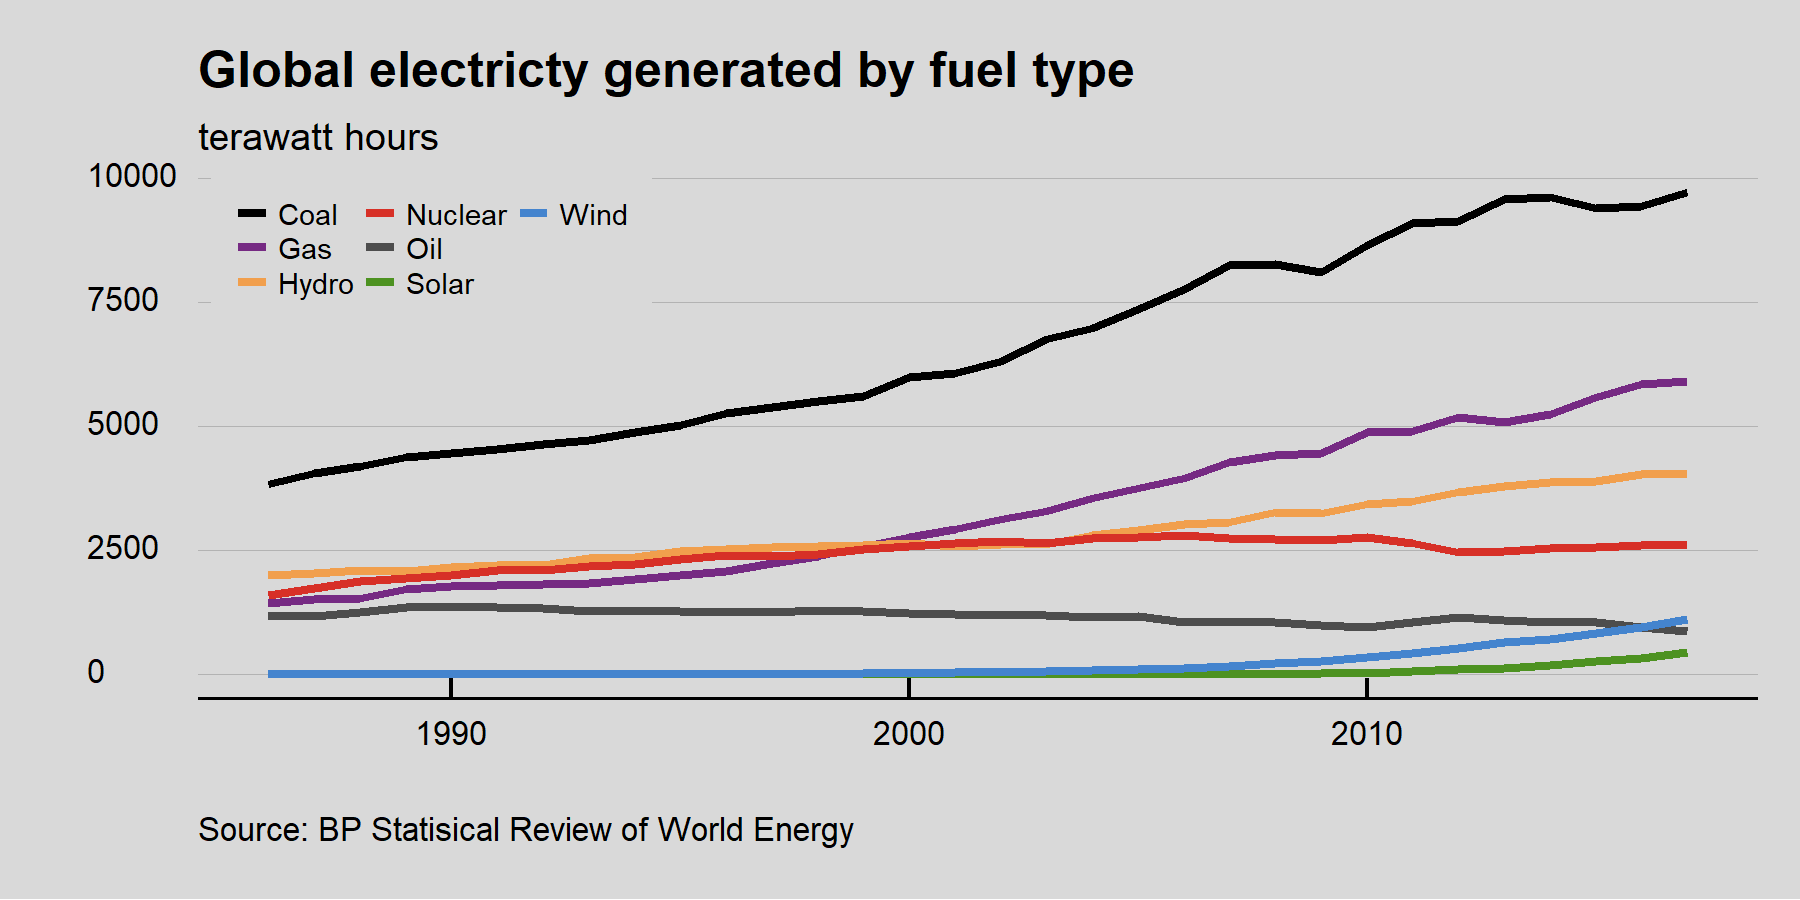 Global electricty generated by fuel type
terawatt hours
10000
Coal Nuclear Wind
Gas Oil
Hydro Solar
7500
5000
2500
0
1990 2000 2010
Source: BP Statisical Review of World Energy